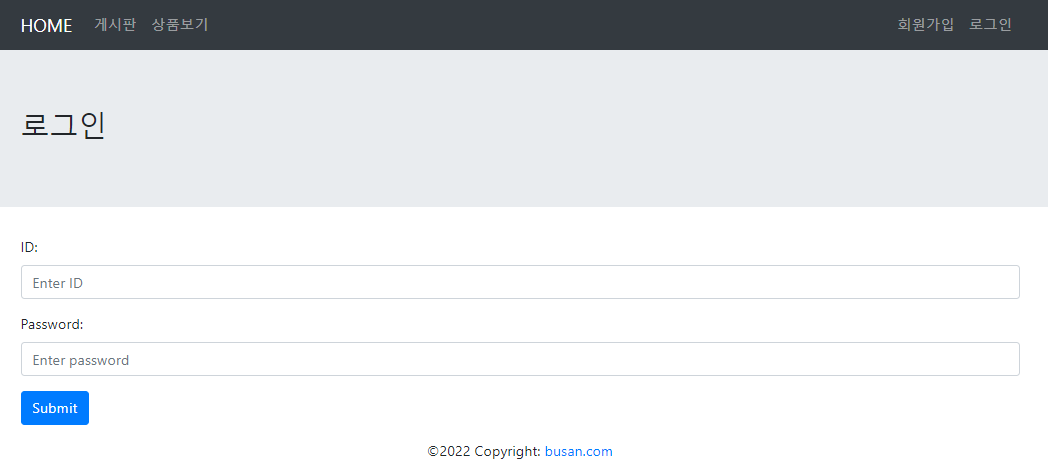 HOME 게시판 상품보기 회원가입 로그인
로그인
ID:
Enter ID
Password:
Enter password
Submit
©2022 Copyright: busan.com